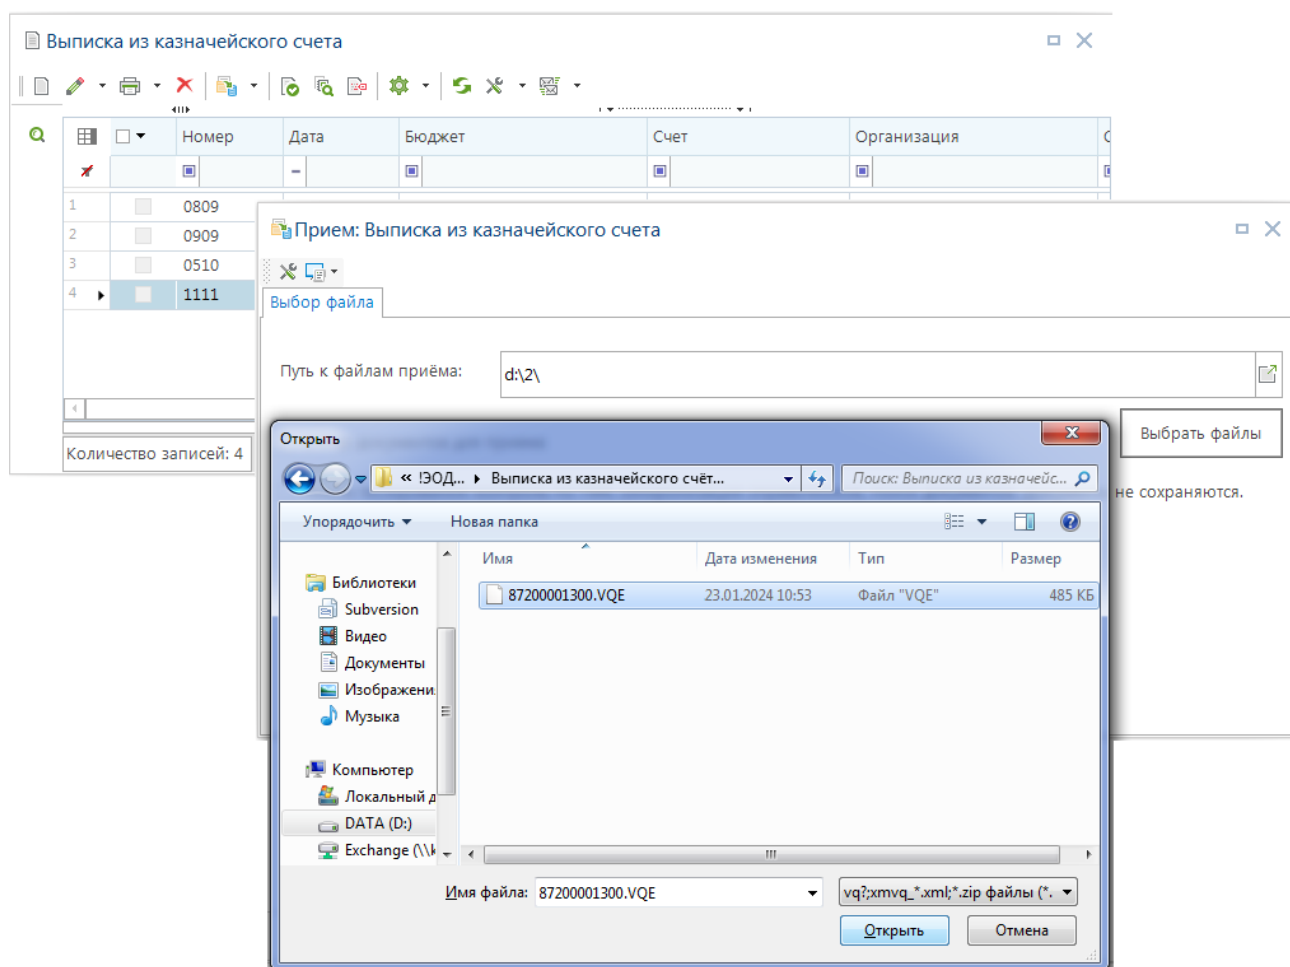 Выписка из казначейского счета
Номер Дата Бюджет Счет Организация
1 0809
2 0909
3 0510
4 1111
Количество записей: 4
Прием: Выписка из казначейского счета
Выбор файла
Путь к файлам приёма: d:\2\
Выбрать файлы
не сохраняются.
Открыть
« !ЭОД... Выписка из казначейского счёт... Поиск: Выписка из казначейс...
Упорядочить Новая папка
Имя Дата изменения Тип Размер
87200001300.VQE 23.01.2024 10:53 Файл "VQE" 485 КБ
Библиотеки
Subversion
Видео
Документы
Изображени
Музыка
Компьютер
Локальный д
DATA (D:)
Exchange (\\k
Имя файла: 87200001300.VQE vq?;xmvq_*.xml;*.zip файлы (*.
Открыть Отмена